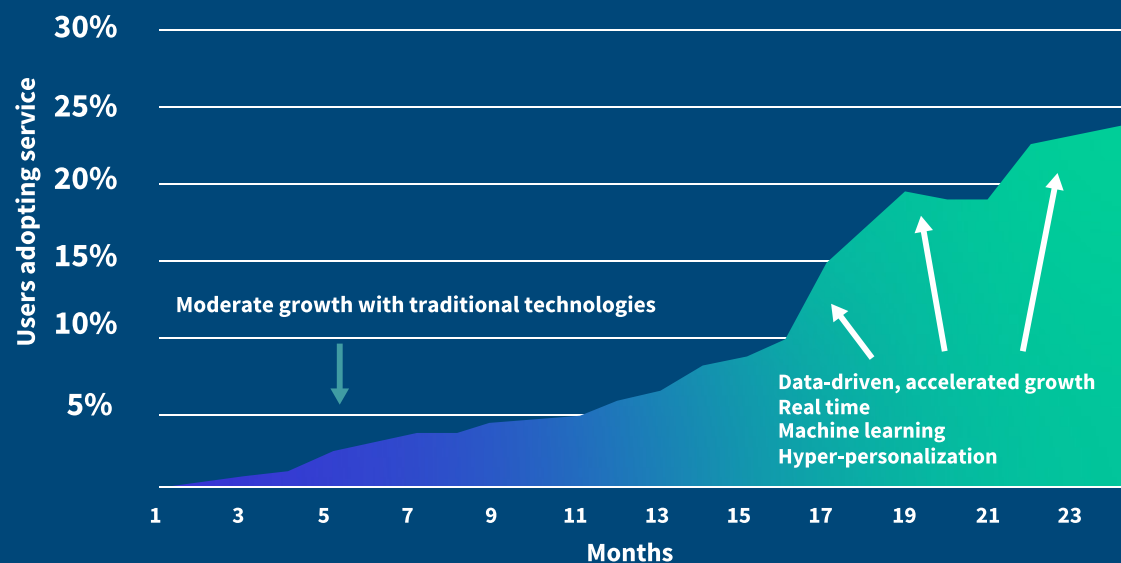 30%
25%
20%
15%
10%
5%
Users adopting service
Moderate growth with traditional technologies
Data-driven, accelerated growth
Real time
Machine learning
Hyper-personalization
1 3 5 7 9 11 13 15 17 19 21 23
Months